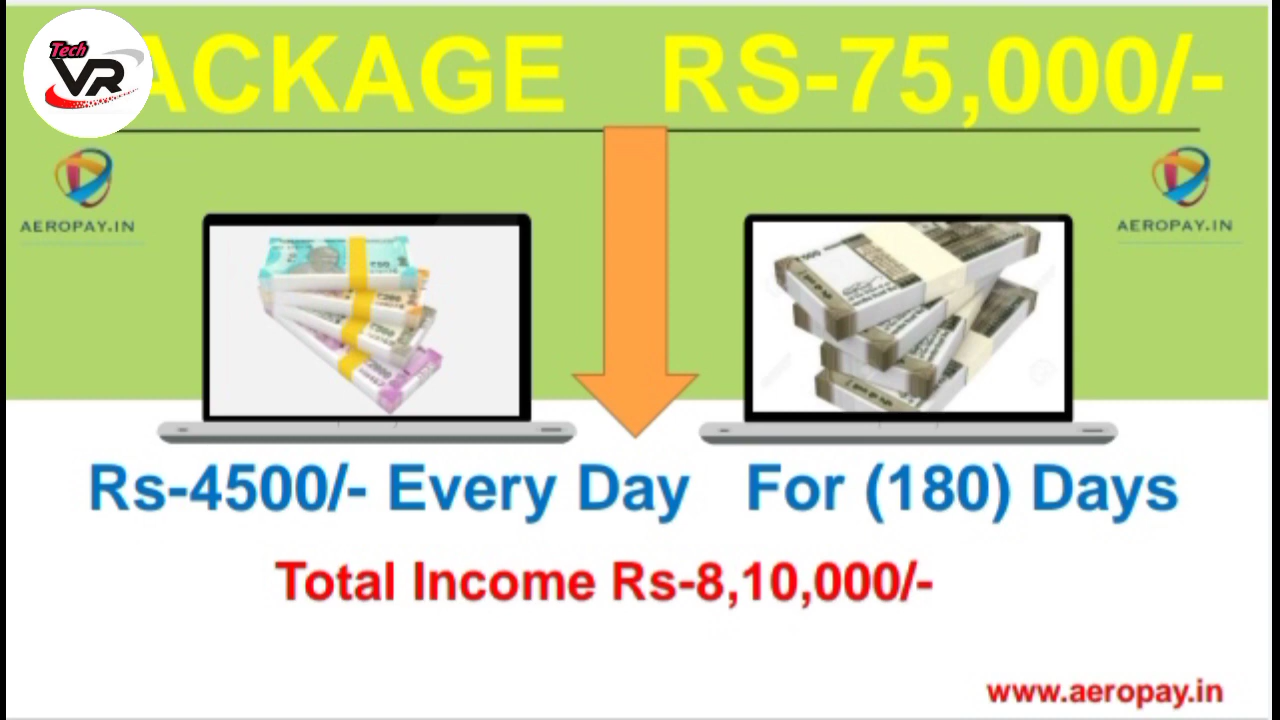 Tech
VR
ACKAGE RS-75,000/-
AEROPAY.IN
AEROPAY.IN
Rs-4500/- Every Day For (180) Days
Total Income Rs-8,10,000/-
www.aeropay.in